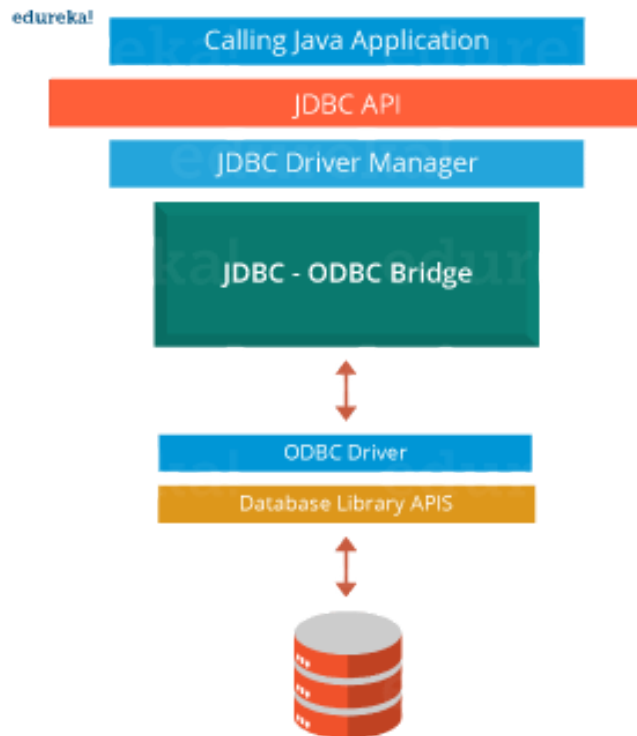 edureka!
Calling Java Application
JDBC API
JDBC Driver Manager
JDBC - ODBC Bridge
ODBC Driver
Database Library APIS